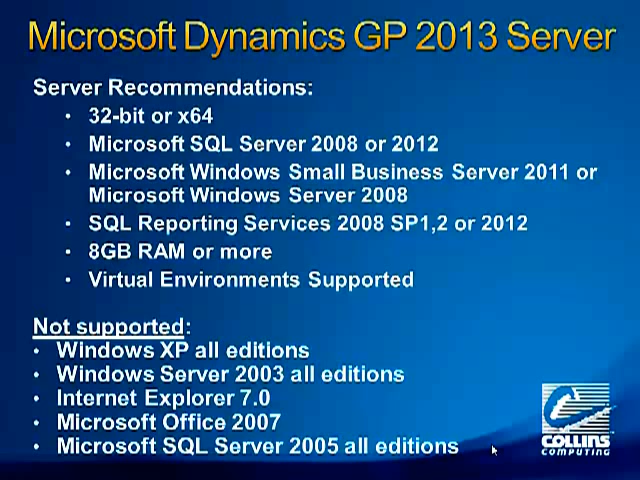 Microsoft Dynamics GP 2013 Server
Server Recommendations:
• 32-bit or x64
• Microsoft SQL Server 2008 or 2012
• Microsoft Windows Small Business Server 2011 or
Microsoft Windows Server 2008
• SQL Reporting Services 2008 SP1,2 or 2012
• 8GB RAM or more
• Virtual Environments Supported
Not supported:
• Windows XP all editions
• Windows Server 2003 all editions
• Internet Explorer 7.0
• Microsoft Office 2007
• Microsoft SQL Server 2005 all editions
COLLINS
COMPUTING